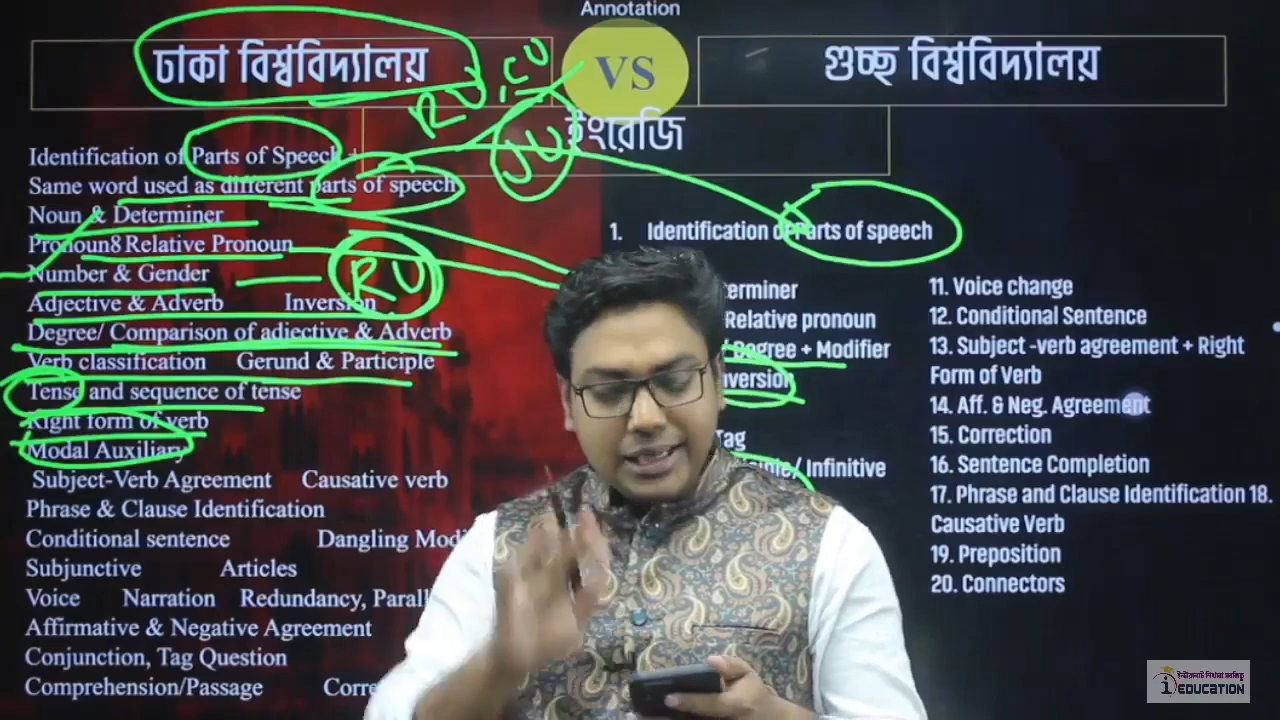 Annotation
ঢাকা বিশ্ববিদ্যালয়
VS
গুচ্ছ বিশ্ববিদ্যালয়
ইংরেজি
RU, CU
JU
RU
Identification of Parts of Speech +
Same word used as different parts of speech
Noun & Determiner
Pronoun8 Relative Pronoun
Number & Gender
Adjective & Adverb Inversion
Degree/ Comparison of adjective & Adverb
Verb classification Gerund & Participle
Tense and sequence of tense
Right form of verb
Modal Auxiliary
Subject-Verb Agreement Causative verb
Phrase & Clause Identification
Conditional sentence Dangling
Subjunctive Articles
Voice Narration Redundancy,
Affirmative & Negative Agreement
Conjunction, Tag Question
Comprehension/Passage
1. Identification of Parts of speech
Relative pronoun
Degree + Modifier
Tag
/ Infinitive
11. Voice change
12. Conditional Sentence
13. Subject -verb agreement + Right
Form of Verb
14. Aff. & Neg. Agreement
15. Correction
16. Sentence Completion
17. Phrase and Clause Identification 18.
Causative Verb
19. Preposition
20. Connectors
EDUCATION